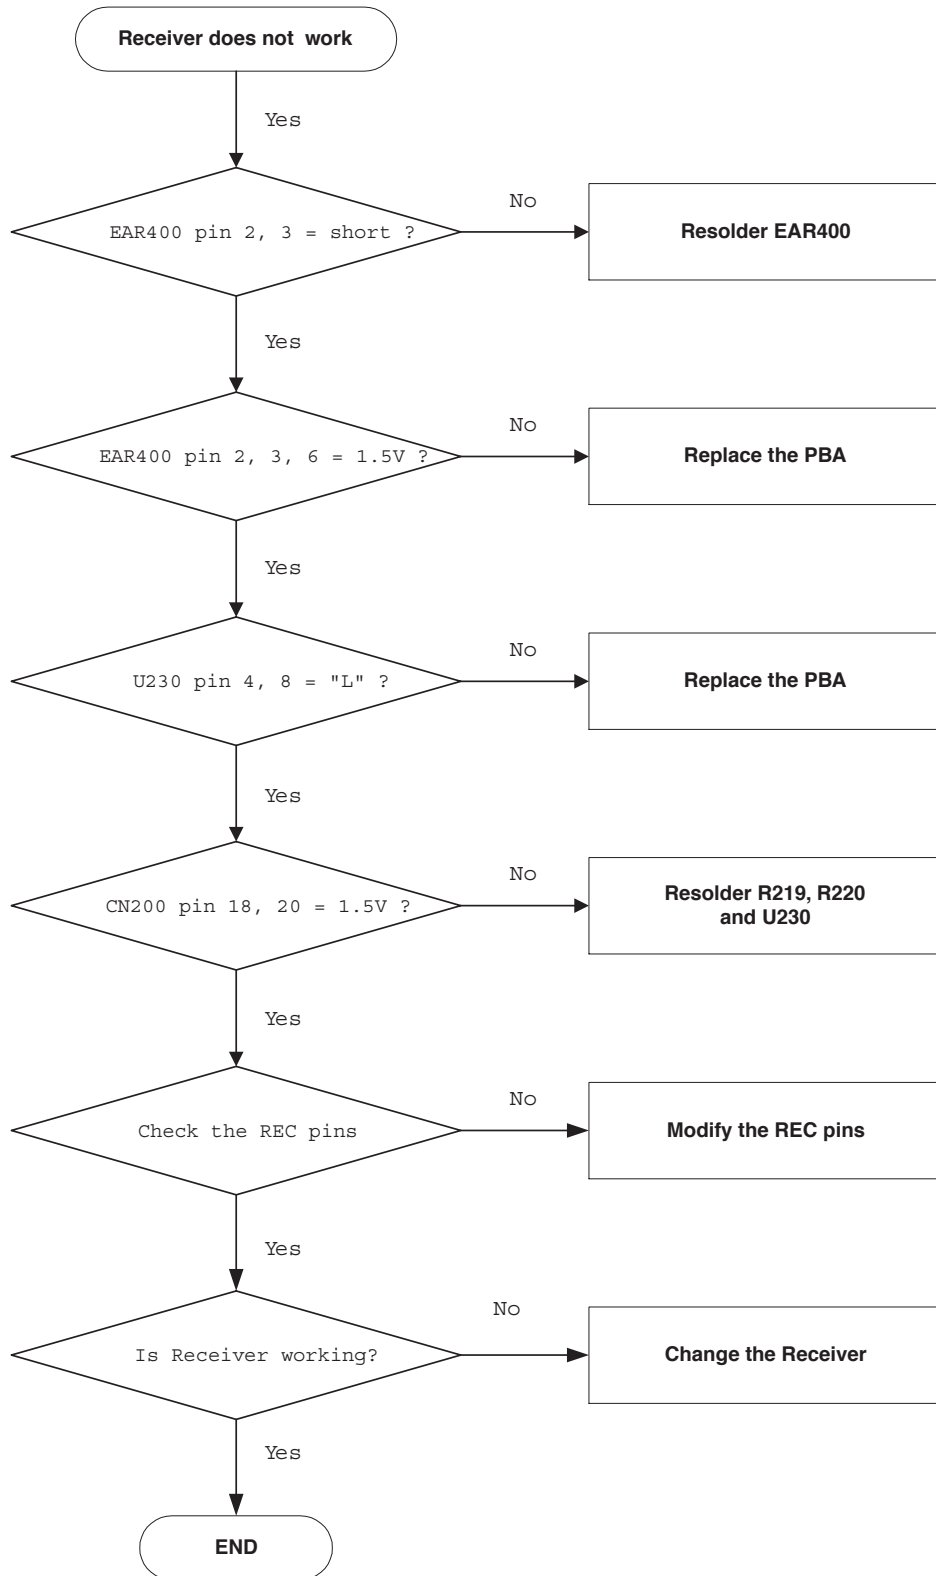 Receiver does not  work
Yes
EAR400 pin 2, 3 = short ?
No
Resolder EAR400
Yes
EAR400 pin 2, 3, 6 = 1.5V ?
No
Replace the PBA
Yes
U230 pin 4, 8 = "L" ?
No
Replace the PBA
Yes
CN200 pin 18, 20 = 1.5V ?
No
Resolder R219, R220
and U230
Yes
Check the REC pins
No
Modify the REC pins
Yes
Is Receiver working?
No
Change the Receiver
Yes
END